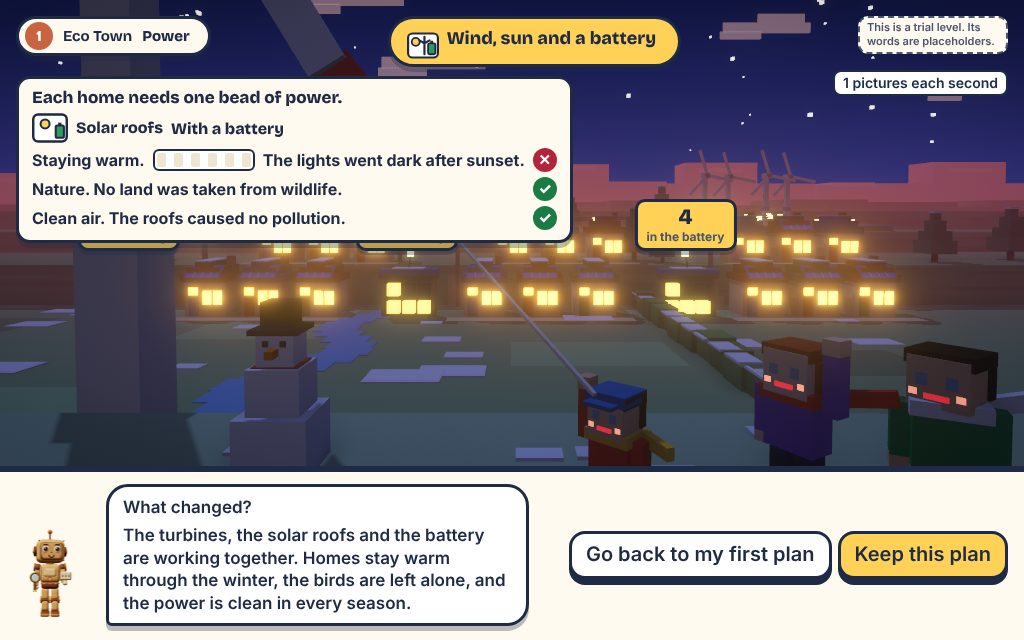 1 Eco Town Power
Wind, sun and a battery
This is a trial level. Its
words are placeholders.
1 pictures each second
Each home needs one bead of power.
Solar roofs With a battery
Staying warm. The lights went dark after sunset.
Nature. No land was taken from wildlife.
Clean air. The roofs caused no pollution.
4
in the battery
What changed?
The turbines, the solar roofs and the battery
are working together. Homes stay warm
through the winter, the birds are left alone, and
the power is clean in every season.
Go back to my first plan
Keep this plan